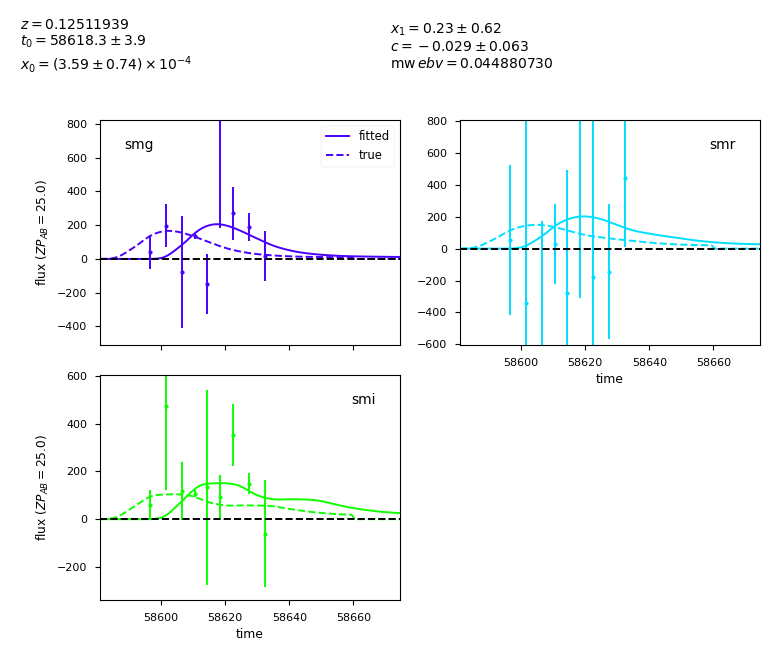 z = 0.12511939
t₀ = 58618.3 ± 3.9
x₀ = (3.59 ± 0.74) × 10⁻⁴
x₁ = 0.23 ± 0.62
c = −0.029 ± 0.063
mw ebv = 0.044880730
smg
fitted
true
800
600
400
200
0
−200
−400
flux (ZP_AB = 25.0)
smr
800
600
400
200
0
−200
−400
−600
58600 58620 58640 58660
time
smi
600
400
200
0
−200
flux (ZP_AB = 25.0)
58600 58620 58640 58660
time